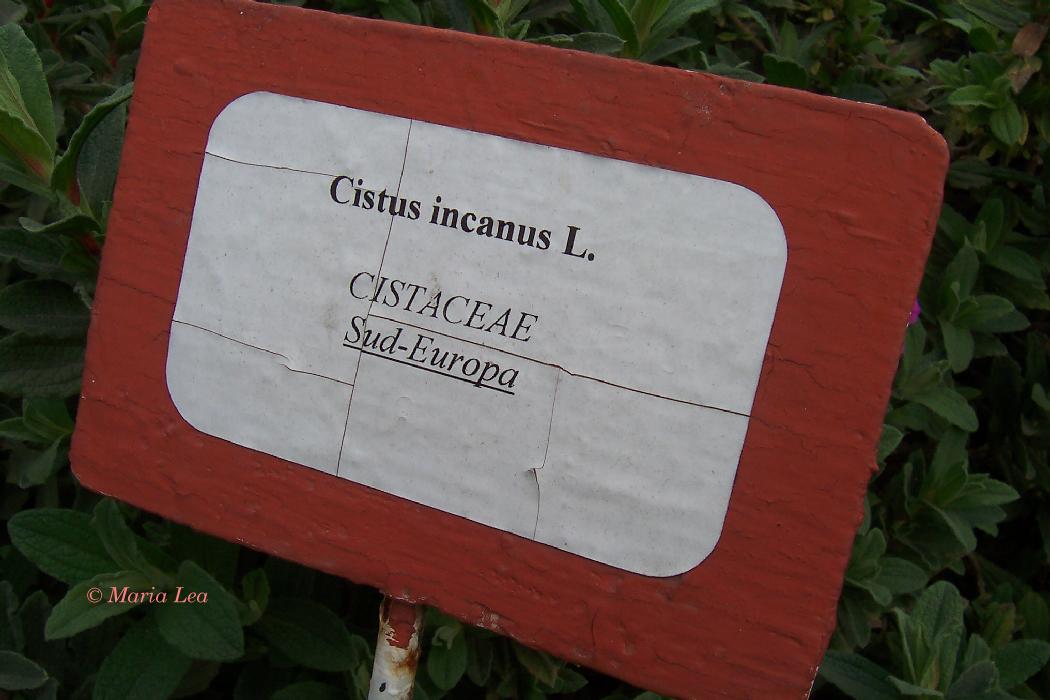 Cistus incanus L.
CISTACEAE
Sud-Europa
© Maria Lea